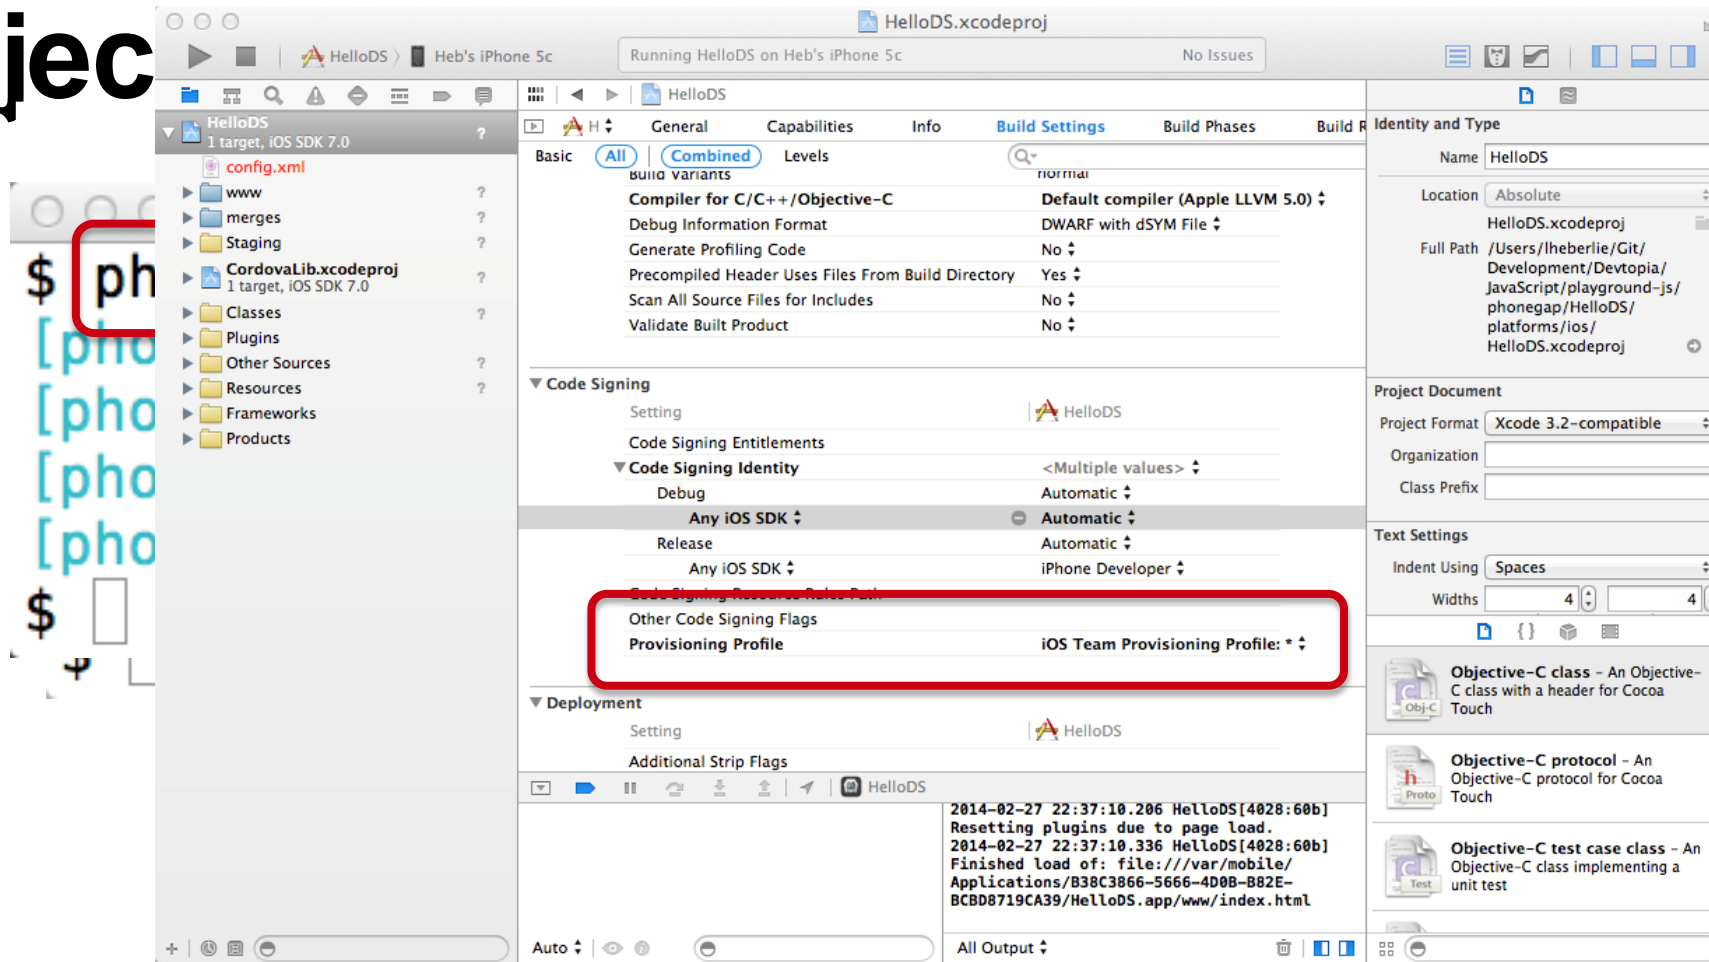 jec
$ ph
[pho
[pho
[pho
[pho
$
$
HelloDS.xcodeproj
HelloDS
Heb's iPhone 5c
Running HelloDS on Heb's iPhone 5c
No Issues
HelloDS
1 target, iOS SDK 7.0
?
config.xml
www ?
merges ?
Staging ?
CordovaLib.xcodeproj
1 target, iOS SDK 7.0
?
Classes ?
Plugins
Other Sources ?
Resources ?
Frameworks
Products
HelloDS
H General Capabilities Info Build Settings Build Phases Build R
Basic All Combined Levels
Build Variants normal
Compiler for C/C++/Objective-C Default compiler (Apple LLVM 5.0)
Debug Information Format DWARF with dSYM File
Generate Profiling Code No
Precompiled Header Uses Files From Build Directory Yes
Scan All Source Files for Includes No
Validate Built Product No
Code Signing
Setting HelloDS
Code Signing Entitlements
Code Signing Identity <Multiple values>
Debug Automatic
Any iOS SDK Automatic
Release Automatic
Any iOS SDK iPhone Developer
Code Signing Resource Rules Path
Other Code Signing Flags
Provisioning Profile iOS Team Provisioning Profile: *
Deployment
Setting HelloDS
Additional Strip Flags
HelloDS
2014-02-27 22:37:10.206 HelloDS[4028:60b]
Resetting plugins due to page load.
2014-02-27 22:37:10.336 HelloDS[4028:60b]
Finished load of: file:///var/mobile/
Applications/B38C3866-5666-4D0B-B82E-
BCBD8719CA39/HelloDS.app/www/index.html
Auto
All Output
Identity and Type
Name HelloDS
Location Absolute
HelloDS.xcodeproj
Full Path /Users/lheberlie/Git/
Development/Devtopia/
JavaScript/playground-js/
phonegap/HelloDS/
platforms/ios/
HelloDS.xcodeproj
Project Document
Project Format Xcode 3.2-compatible
Organization
Class Prefix
Text Settings
Indent Using Spaces
Widths 4 4
{ }
Objective-C class - An Objective-
C class with a header for Cocoa
Touch
C
Obj-C
Objective-C protocol - An
Objective-C protocol for Cocoa
Touch
h
Proto
Objective-C test case class - An
Objective-C class implementing a
unit test
C
Test